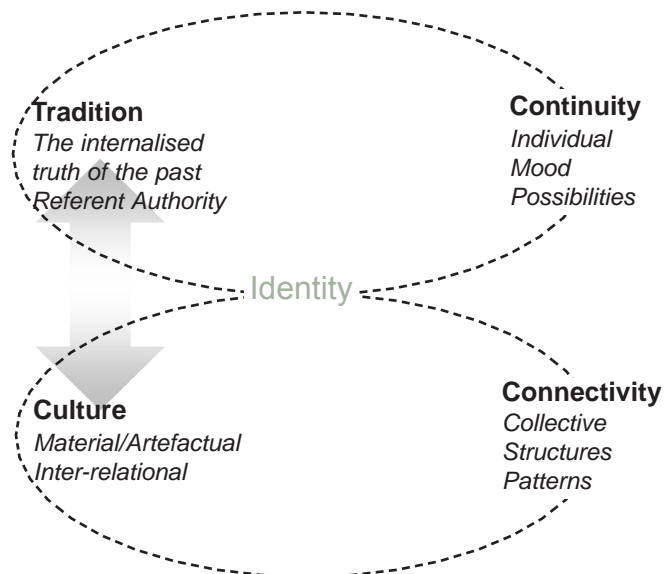 Tradition
The internalised
truth of the past
Referent Authority
Continuity
Individual
Mood
Possibilities
Identity
Culture
Material/Artefactual
Inter-relational
Connectivity
Collective
Structures
Patterns